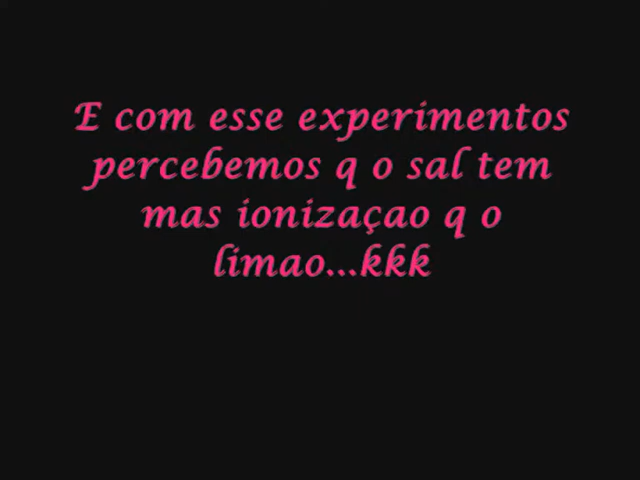 E com esse experimentos
percebemos q o sal tem
mas ionizaçao q o
limao...kkk